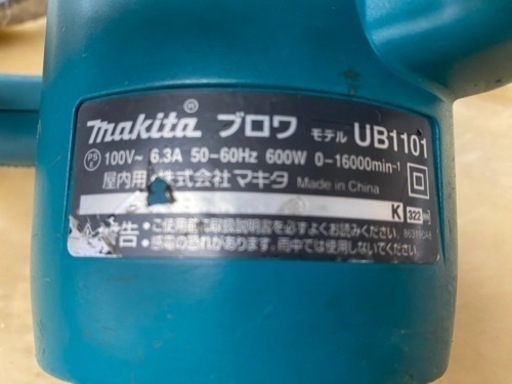 makita® ブロワ モデル UB1101
PSE 100V~ 6.3A 50-60Hz 600W 0-16000min-¹
屋内用 株式会社マキタ Made in China
K 322
警告: ご使用前に取扱説明書を必ずよくお読みください。
感電の恐れがあります。雨中では使用しないでください。